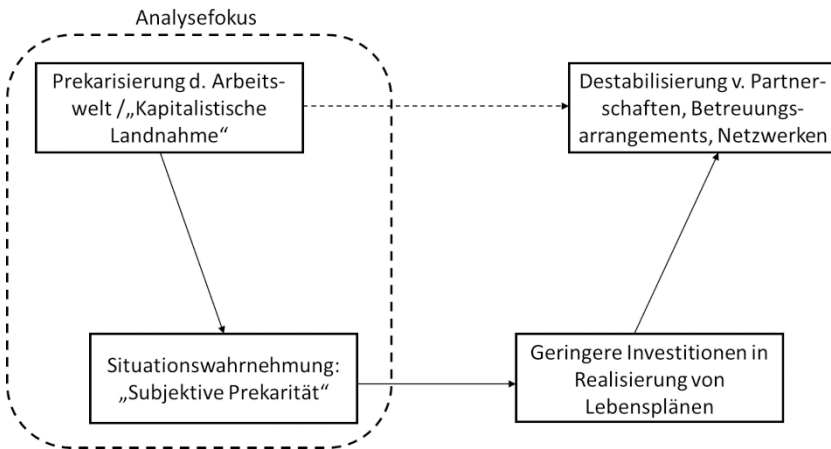 Analysefokus
Prekarisierung d. Arbeits-
welt /„Kapitalistische
Landnahme“
Destabilisierung v. Partner-
schaften, Betreuungs-
arrangements, Netzwerken
Situationswahrnehmung:
„Subjektive Prekarität“
Geringere Investitionen in
Realisierung von
Lebensplänen